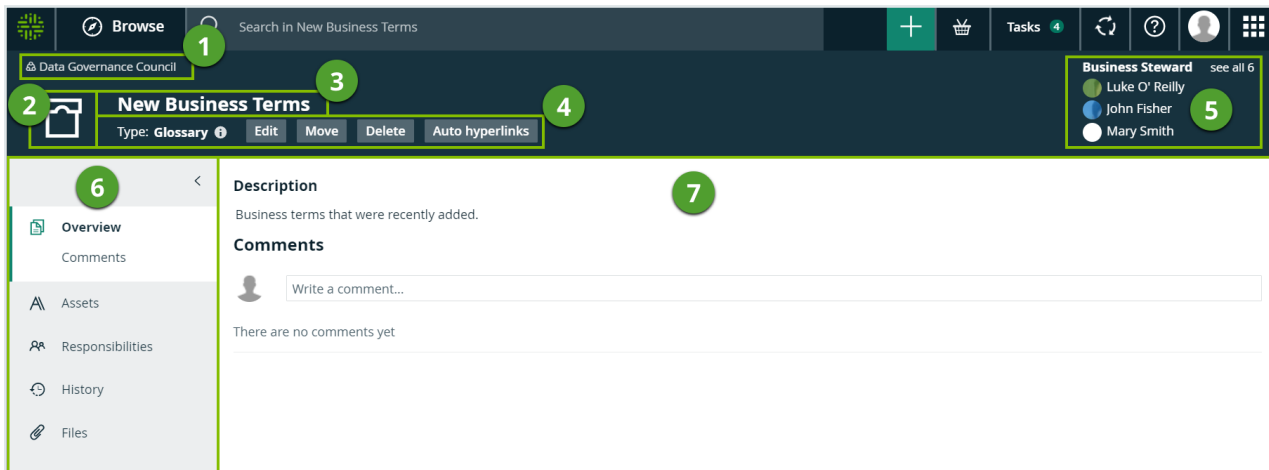 Browse
Search in New Business Terms
Tasks 4
1
Data Governance Council
Business Steward see all 6
2
3
New Business Terms
4
Luke O' Reilly
John Fisher
5
Type: Glossary Edit Move Delete Auto hyperlinks
Mary Smith
6
Overview
Comments
Assets
Responsibilities
History
Files
7
Description
Business terms that were recently added.
Comments
Write a comment...
There are no comments yet